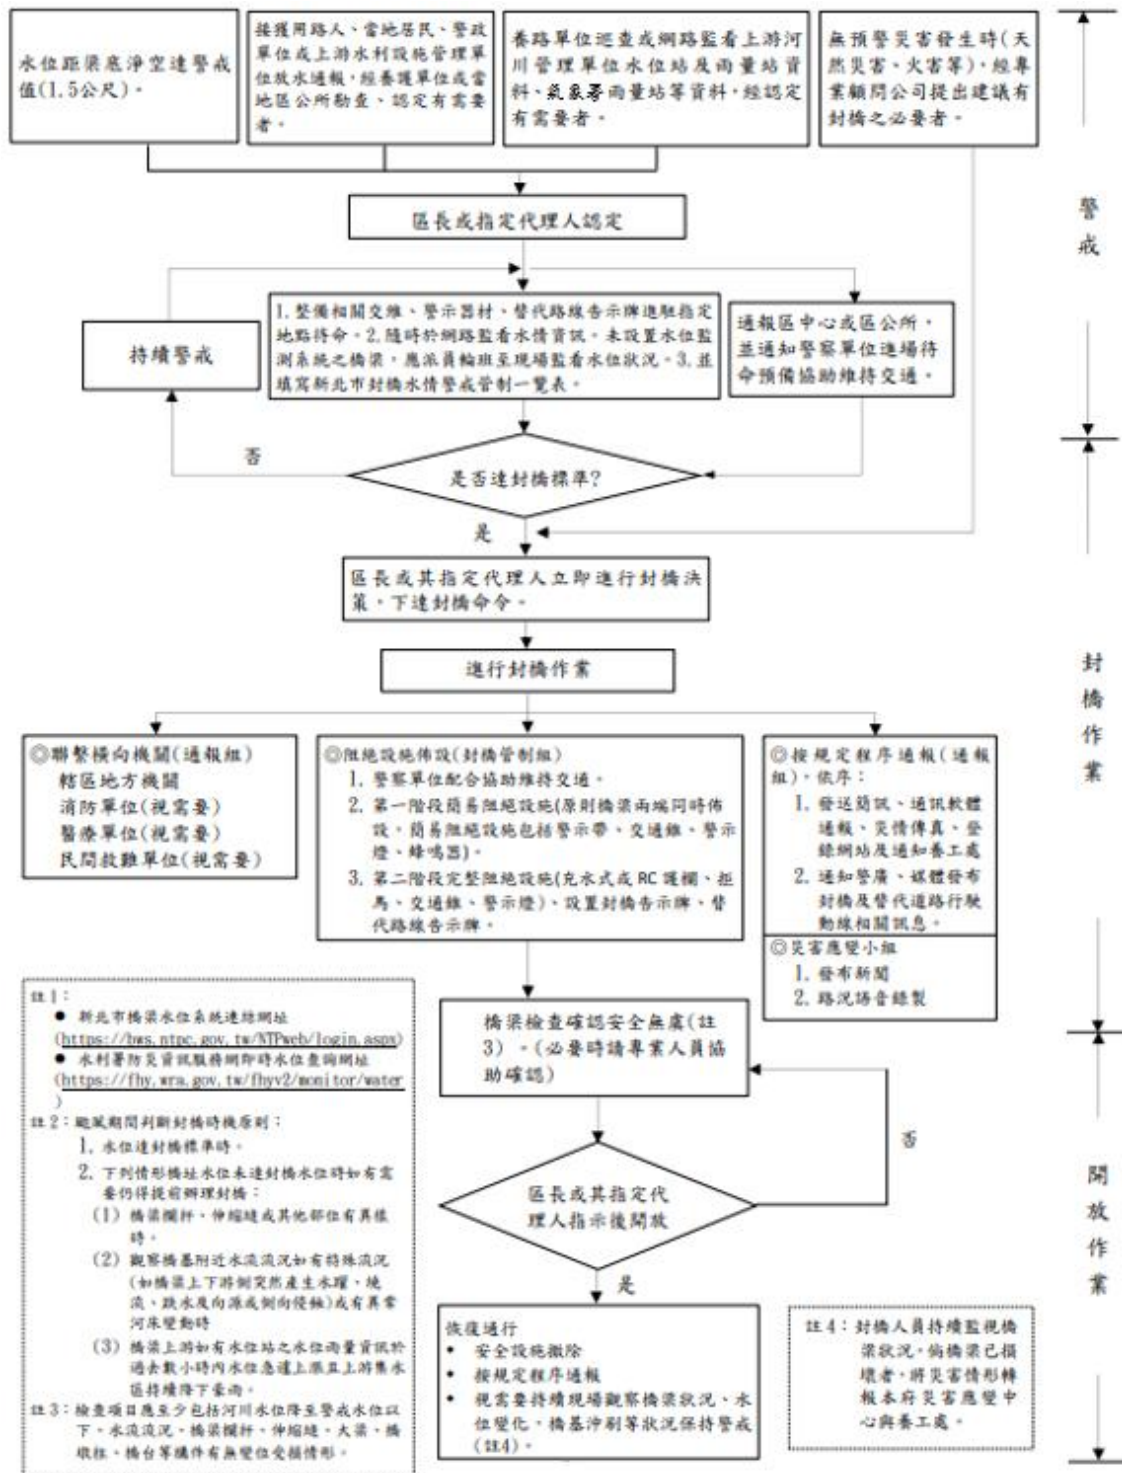 水位距梁底淨空達警戒
值(1.5公尺)。
接獲用路人、當地居民、警政
單位或上游水利設施管理單
位放水通報,經養護單位或當
地區公所勘查、認定有需要
者。
養路單位巡查或網路監看上游河
川管理單位水位站及雨量站資
料、氣象署雨量站等資料,經認定
有需要者。
無預警災害發生時(天
然災害、火害等),經專
業顧問公司提出建議有
封橋之必要者。
警戒
區長或指定代理人認定
持續警戒
1.整備相關交維、警示器材、替代路線告示牌進駐指定
地點待命。2.隨時於網路監看水情資訊。未設置水位監
測系統之橋梁,應派員輪班至現場監看水位狀況。3.並
填寫新北市封橋水情警戒管制一覽表。
通報區中心或區公所,
並通知警察單位進場待
命預備協助維持交通。
否
是否達封橋標準?
是
區長或其指定代理人立即進行封橋決
策,下達封橋命令。
進行封橋作業
封橋作業
◎聯繫橫向機關(通報組)
轄區地方機關
消防單位(視需要)
醫療單位(視需要)
民間救難單位(視需要)
◎阻絕設施佈設(封橋管制組)
1. 警察單位配合協助維持交通。
2. 第一階段簡易阻絕設施(原則橋梁兩端同時佈
設,簡易阻絕設施包括警示帶、交通錐、警示
燈、蜂鳴器)。
3. 第二階段完整阻絕設施(充水式或 RC 護欄、拒
馬、交通錐、警示燈)、設置封橋告示牌、替
代路線告示牌。
◎按規定程序通報(通報
組),依序:
1. 發送簡訊、通訊軟體
通報、災情傳真、登
錄網站及通知養工處
2. 通知警廣、媒體發布
封橋及替代道路行駛
動線相關訊息。
◎災害應變小組
1. 發布新聞
2. 路況語音錄製
註1:
● 新北市橋梁水位系統連結網址
(https://bws.ntpc.gov.tw/NTPweb/login.aspx)
● 水利署防災資訊服務網即時水位查詢網址
(https://fhy.wra.gov.tw/fhyv2/monitor/water
)
註2:颱風期間判斷封橋時機原則:
1. 水位達封橋標準時。
2. 下列情形橋址水位未達封橋水位時如有需
要仍得提前辦理封橋:
(1) 橋梁欄杆、伸縮縫或其他部位有異樣
時。
(2) 觀察橋基附近水流流況如有特殊流況
(如橋梁上下游側突然產生水躍、繞
流、跌水及向源或側向侵蝕)或有異常
河床變動時
(3) 橋梁上游如有水位站之水位雨量資訊於
過去數小時內水位急遽上漲且上游集水
區持續降下豪雨。
註3:檢查項目應至少包括河川水位降至警戒水位以
下、水流流況、橋梁欄杆、伸縮縫、大梁、橋
墩柱、橋台等構件有無變位受損情形。
橋梁檢查確認安全無虞(註
3)。(必要時請專業人員協
助確認)
否
區長或其指定代
理人指示後開放
是
開放作業
恢復通行
• 安全設施撤除
• 按規定程序通報
• 視需要持續現場觀察橋梁狀況、水
位變化、橋基沖刷等狀況保持警戒
(註4)。
註4:封橋人員持續監視橋
梁狀況,倘橋梁已損
壞者,將災害情形轉
報本府災害應變中
心與養工處。